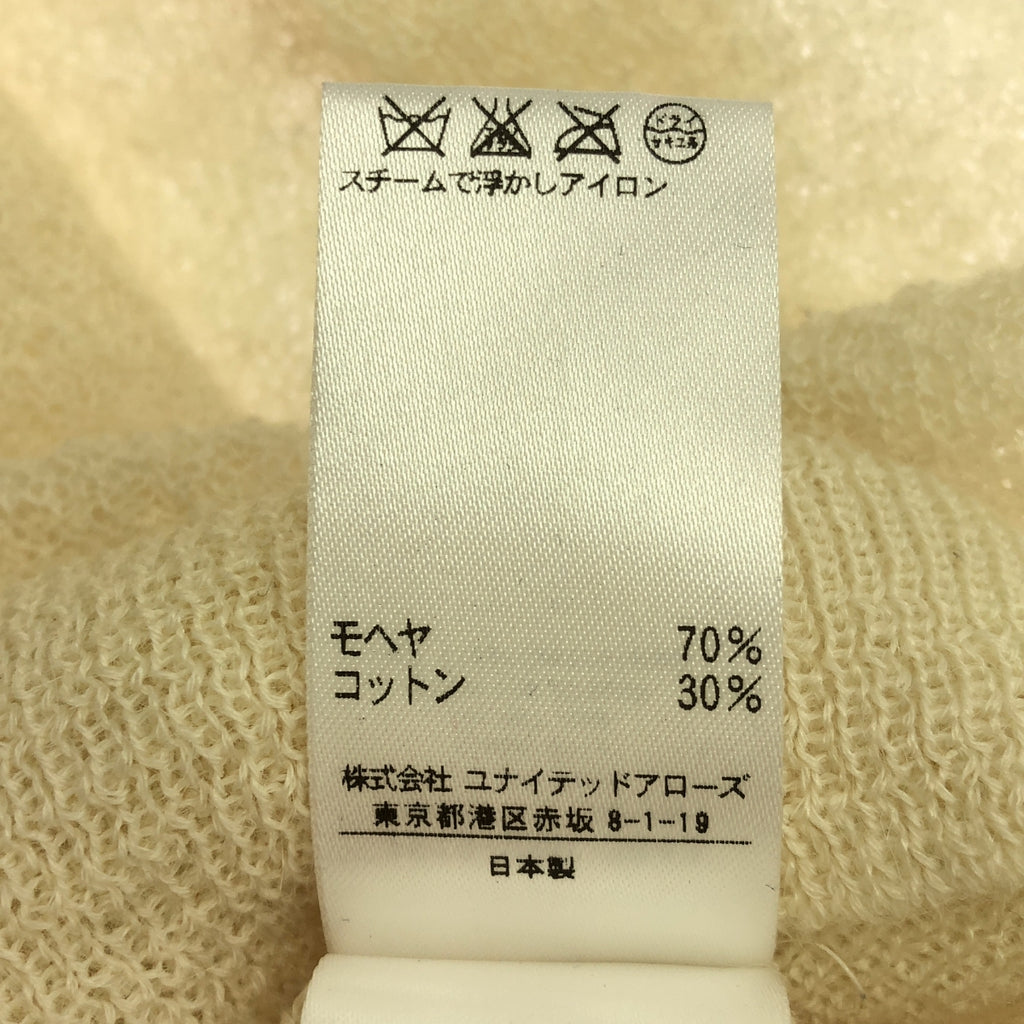 ドライ
セキユ系
スチームで浮かしアイロン
モヘヤ 70%
コットン 30%
株式会社 ユナイテッドアローズ
東京都港区赤坂 8-1-19
日本製